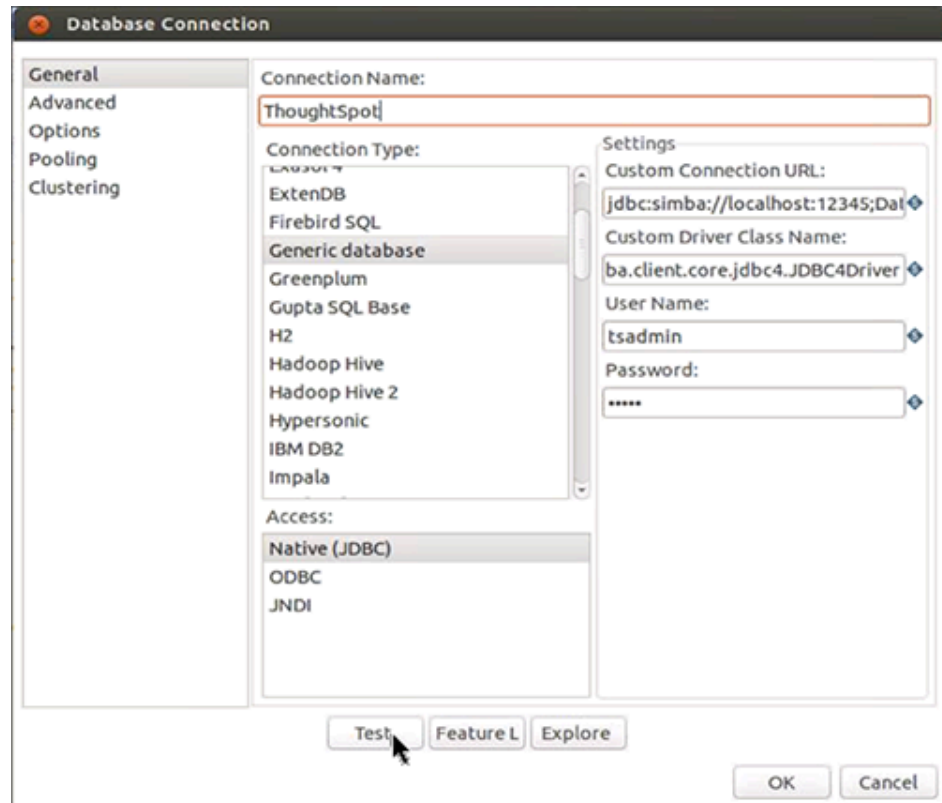 Database Connection
General
Advanced
Options
Pooling
Clustering
Connection Name:
ThoughtSpot
Connection Type:
ExtenDB
Firebird SQL
Generic database
Greenplum
Gupta SQL Base
H2
Hadoop Hive
Hadoop Hive 2
Hypersonic
IBM DB2
Impala
Access:
Native (JDBC)
ODBC
JNDI
Settings
Custom Connection URL:
jdbc:simba://localhost:12345;Dat
Custom Driver Class Name:
ba.client.core.jdbc4.JDBC4Driver
User Name:
tsadmin
Password:
•••••
Test
Feature L
Explore
OK
Cancel